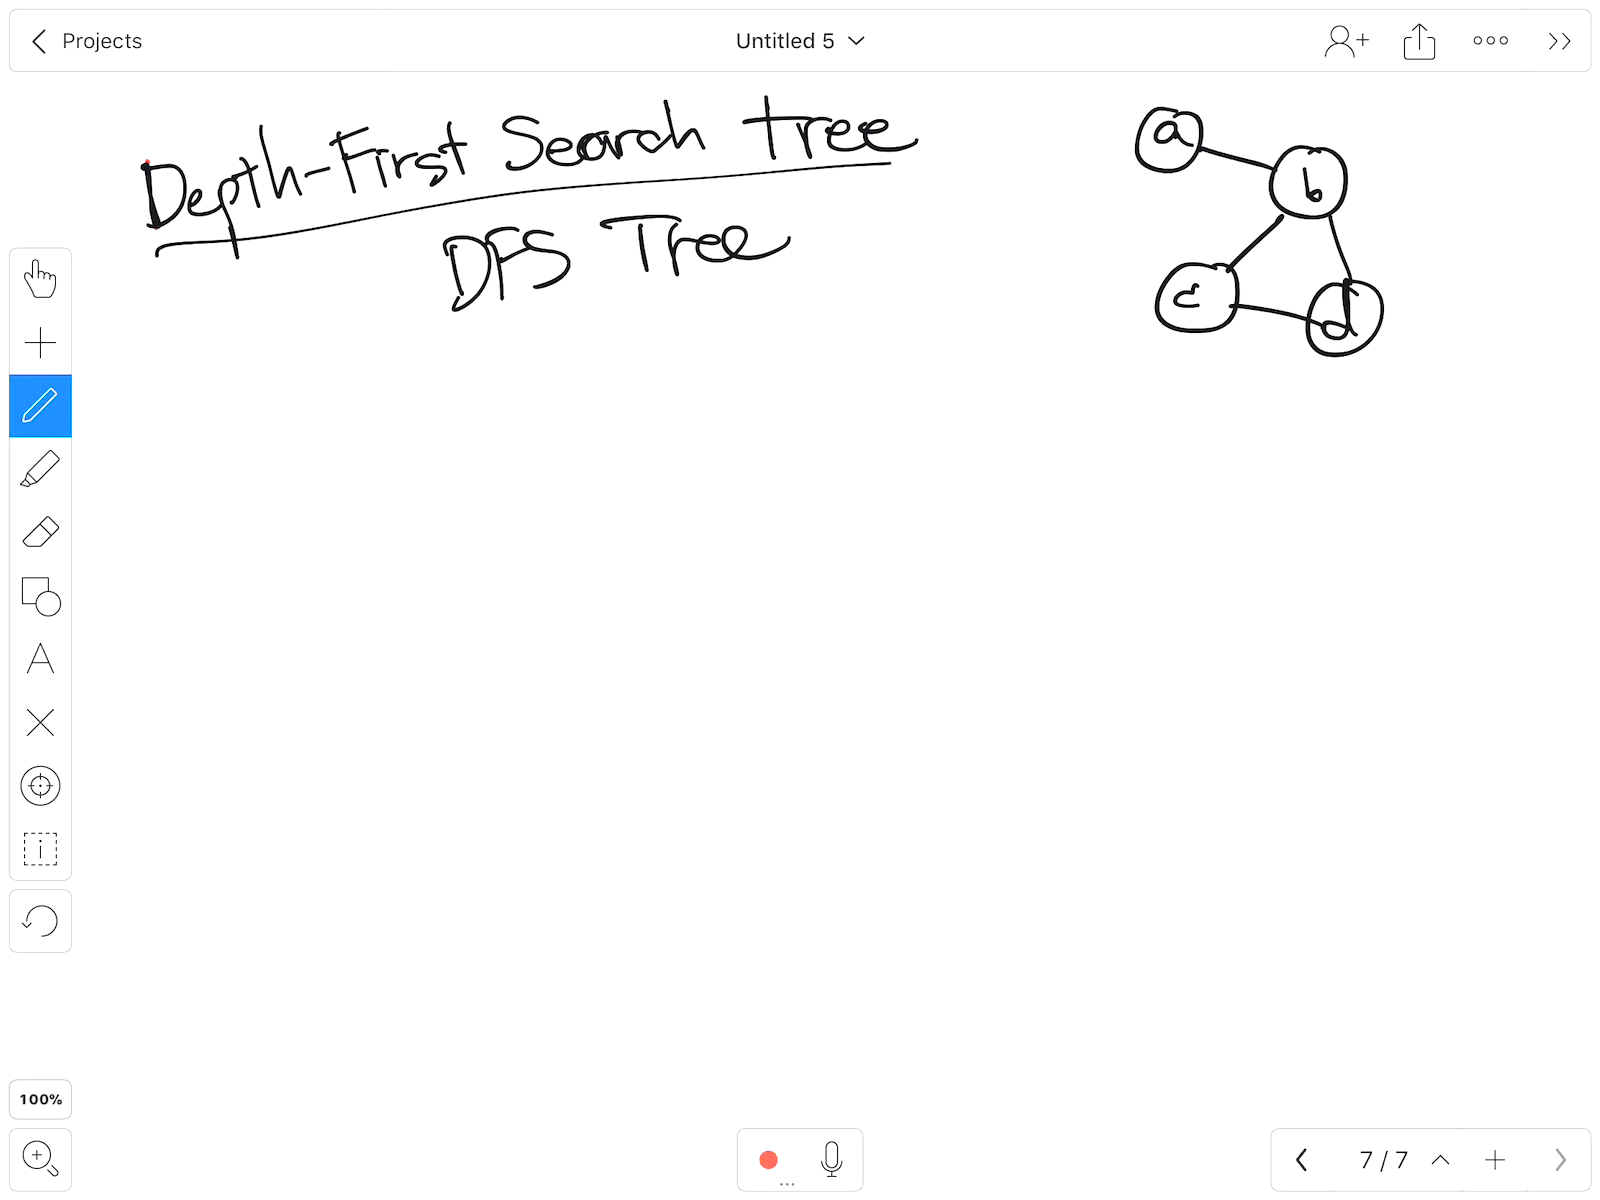 Projects
Untitled 5
Depth-First Search tree
DFS Tree
a
b
c
d
A
i
100%
7 / 7